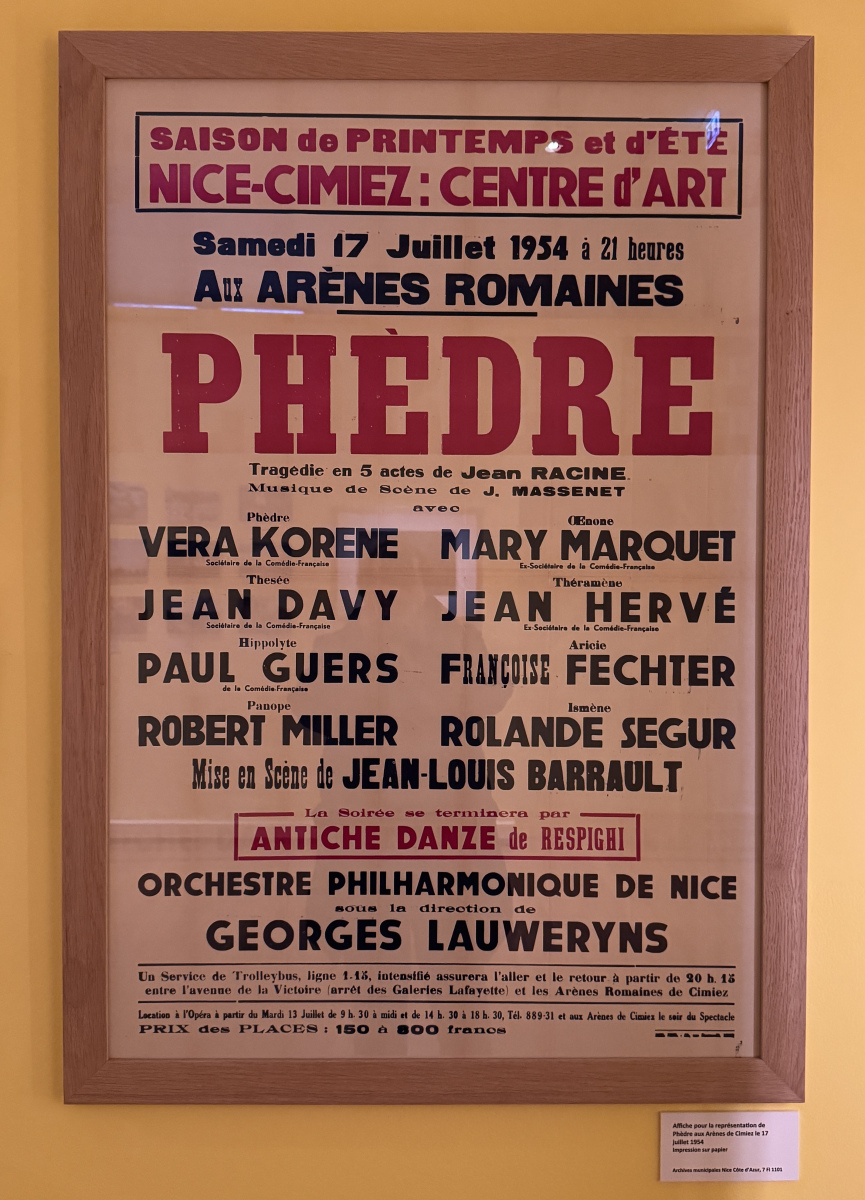 SAISON de PRINTEMPS et d'ÉTÉ
NICE-CIMIEZ : CENTRE d'ART
Samedi 17 Juillet 1954 à 21 heures
Aux ARÈNES ROMAINES
PHÈDRE
Tragédie en 5 actes de Jean RACINE
Musique de Scène de J. MASSENET
avec
Phèdre
VERA KORENE
Sociétaire de la Comédie-Française
Œnone
MARY MARQUET
Ex-Sociétaire de la Comédie-Française
Thesée
JEAN DAVY
Sociétaire de la Comédie-Française
Théramène
JEAN HERVÉ
Ex-Sociétaire de la Comédie-Française
Hippolyte
PAUL GUERS
de la Comédie-Française
Aricie
FRANÇOISE FECHTER
Panope
ROBERT MILLER
Ismène
ROLANDE SEGUR
Mise en Scène de JEAN-LOUIS BARRAULT
La Soirée se terminera par
ANTICHE DANZE de RESPIGHI
ORCHESTRE PHILHARMONIQUE DE NICE
sous la direction de
GEORGES LAUWERYNS
Un Service de Trolleybus, ligne 1-15, intensifié assurera l'aller et le retour à partir de 20 h. 15
entre l'avenue de la Victoire (arrêt des Galeries Lafayette) et les Arènes Romaines de Cimiez
Location à l'Opéra à partir du Mardi 13 Juillet de 9 h. 30 à midi et de 14 h. 30 à 18 h. 30, Tél. 889-31 et aux Arènes de Cimiez le soir du Spectacle
PRIX des PLACES : 150 à 800 francs
Affiche pour la représentation de
Phèdre aux Arènes de Cimiez le 17
juillet 1954
Impression sur papier
Archives municipales Nice Côte d'Azur, 7 FI 1101